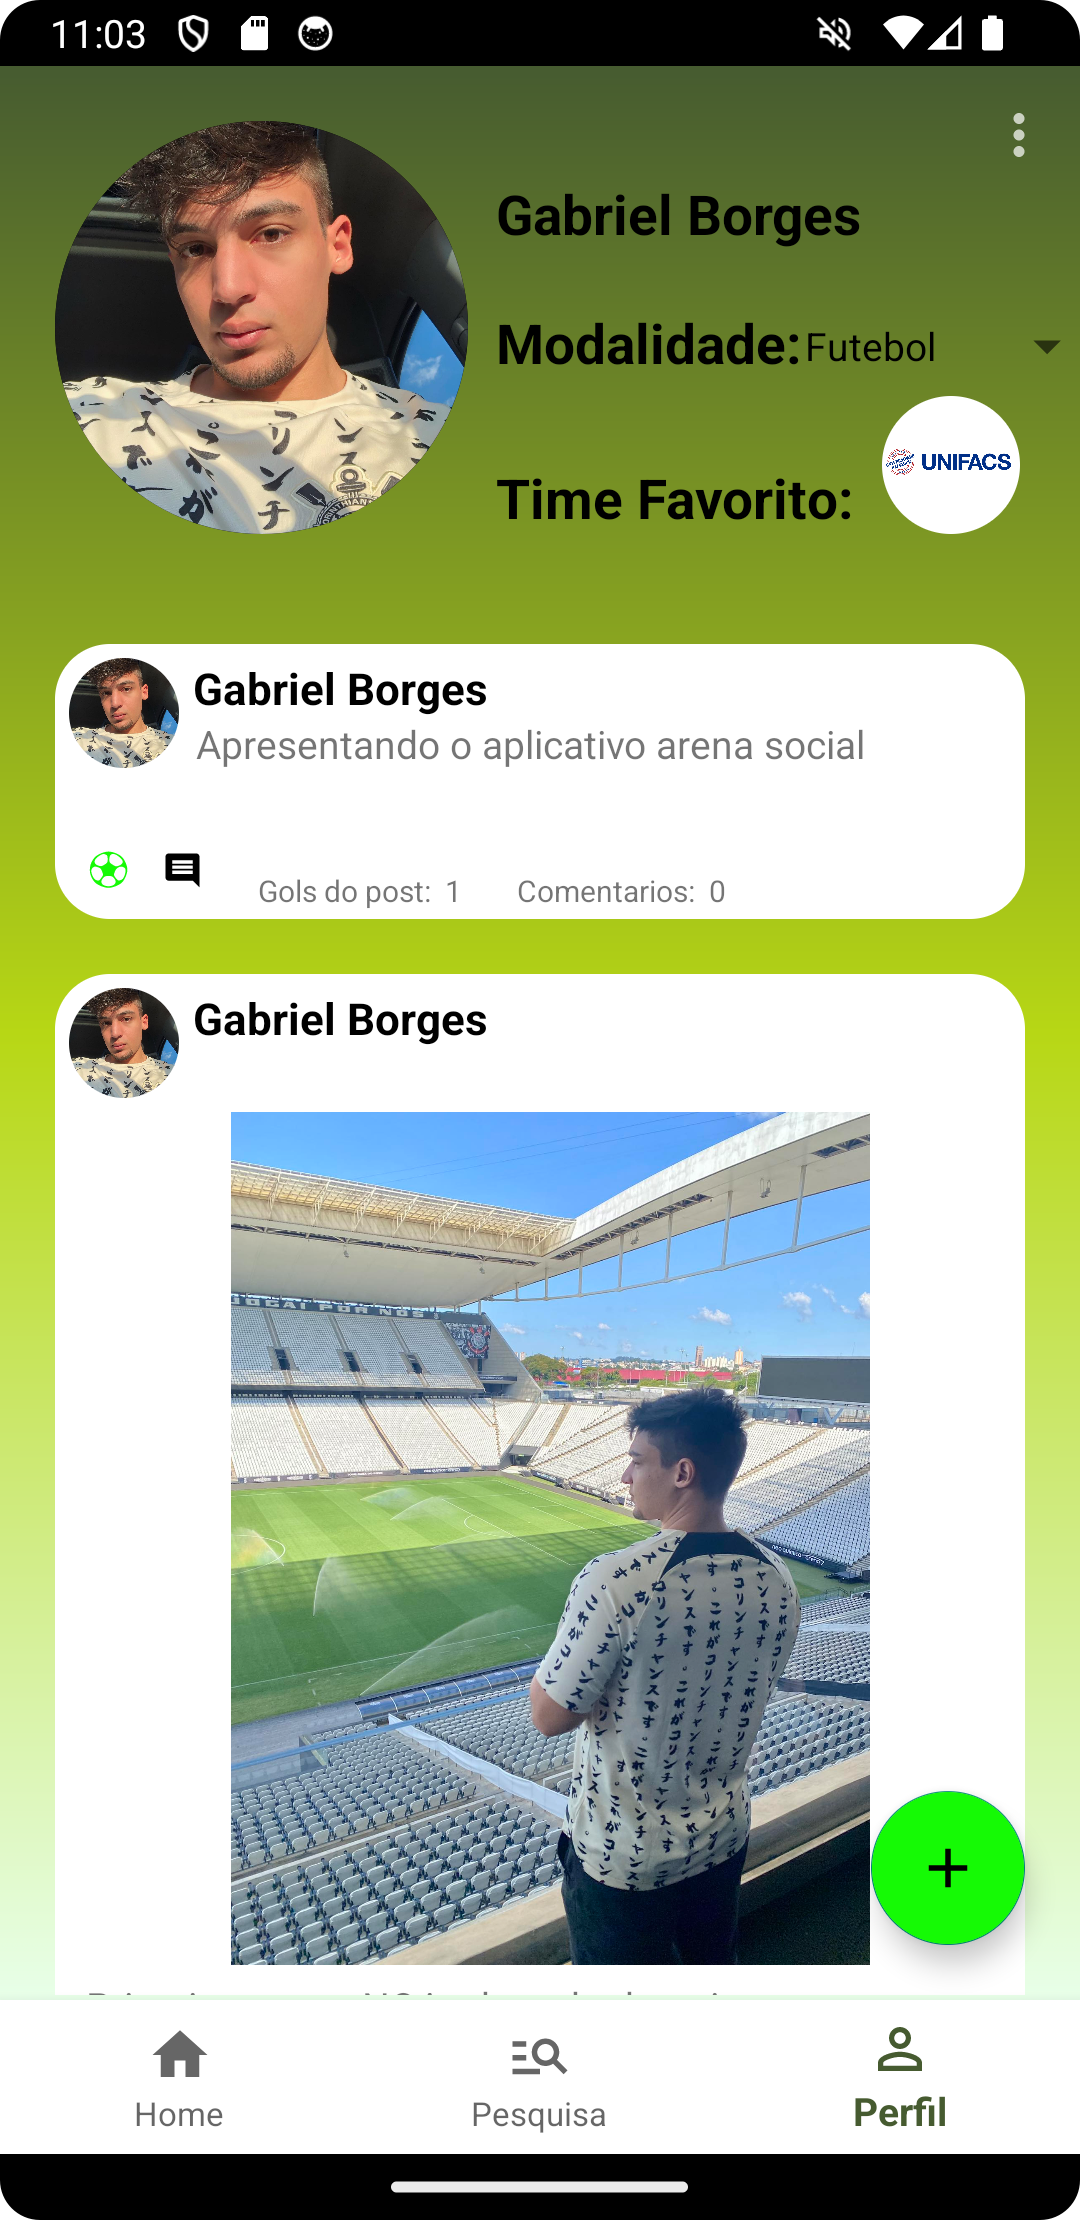 11:03
Gabriel Borges
Modalidade: Futebol
UNIFACS
Time Favorito:
Gabriel Borges
Apresentando o aplicativo arena social
Gols do post: 1 Comentarios: 0
Gabriel Borges
JOGAI POR NÓS
Home
Pesquisa
Perfil